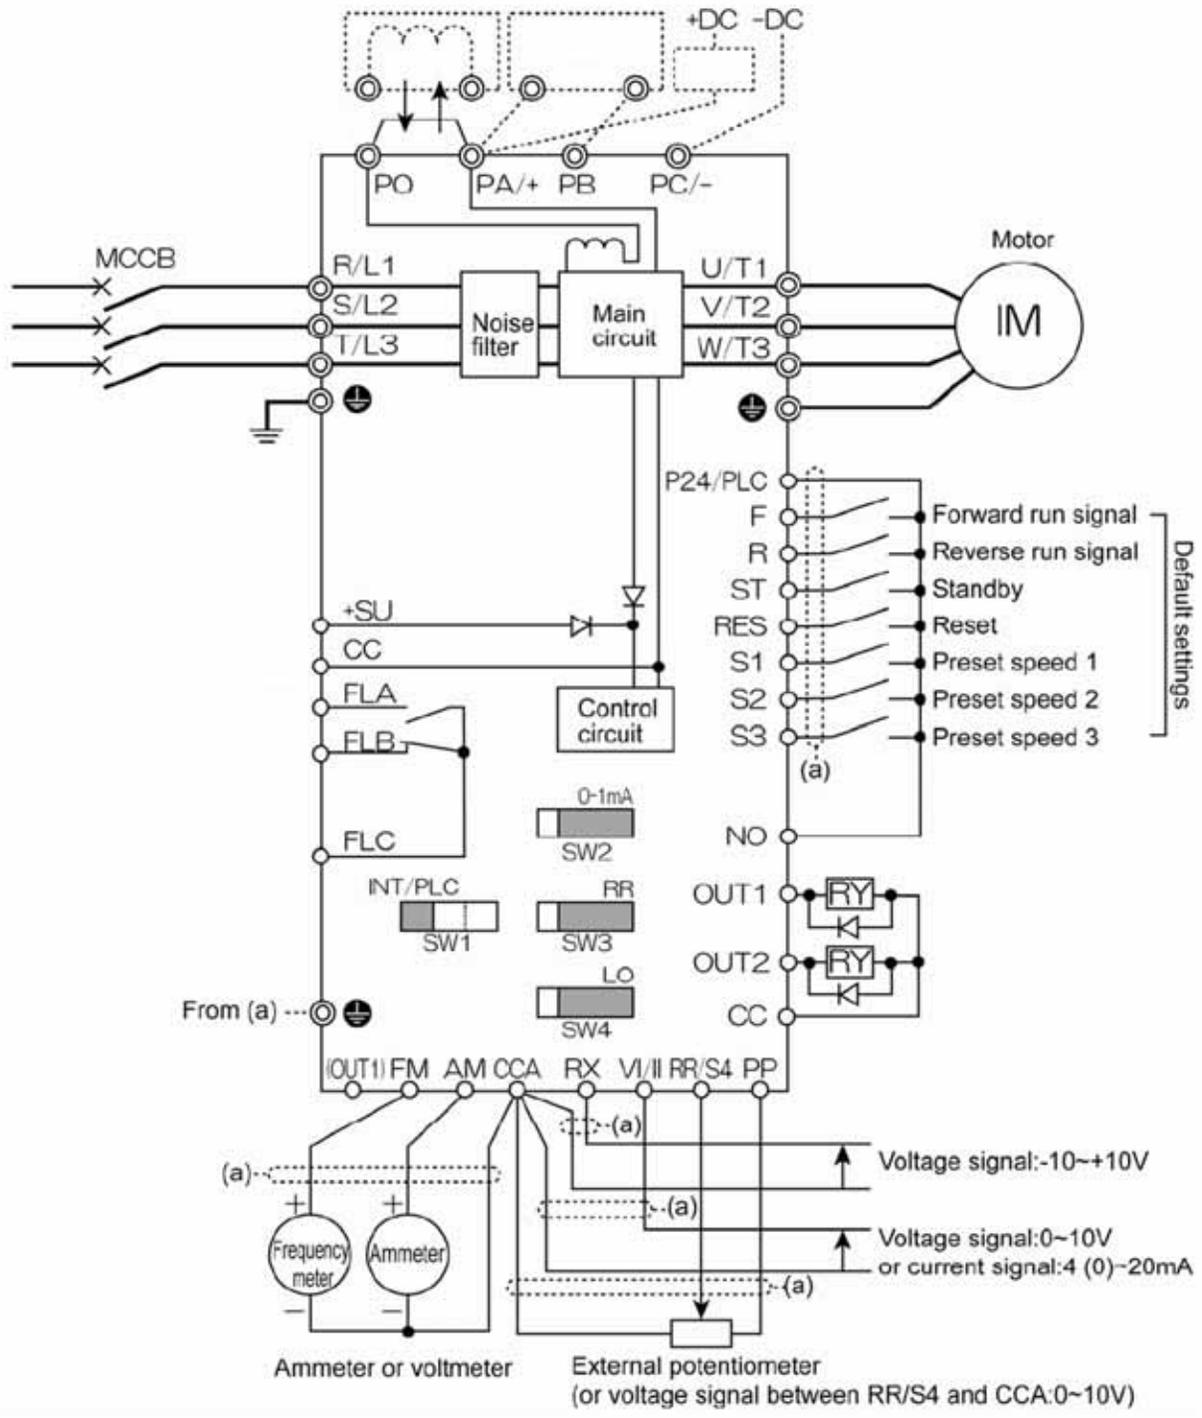 +DC -DC
PO PA/+ PB PC/-
MCCB
R/L1
S/L2
T/L3
Noise
filter
Main
circuit
U/T1
V/T2
W/T3
Motor
IM
P24/PLC
F Forward run signal
R Reverse run signal
ST Standby
RES Reset
S1 Preset speed 1
S2 Preset speed 2
S3 Preset speed 3
Default settings
(a)
+SU
CC
FLA
FLB
FLC
Control
circuit
0-1mA
SW2
INT/PLC
SW1
RR
SW3
LO
SW4
NO
OUT1 RY
OUT2 RY
CC
From (a)
(OUT1) FM AM CCA RX VI/II RR/S4 PP
(a)
Voltage signal:-10~+10V
(a)
(a)
Voltage signal:0~10V
or current signal:4 (0)~20mA
(a)
+ +
Frequency
meter
Ammeter
- -
Ammeter or voltmeter
External potentiometer
(or voltage signal between RR/S4 and CCA:0~10V)